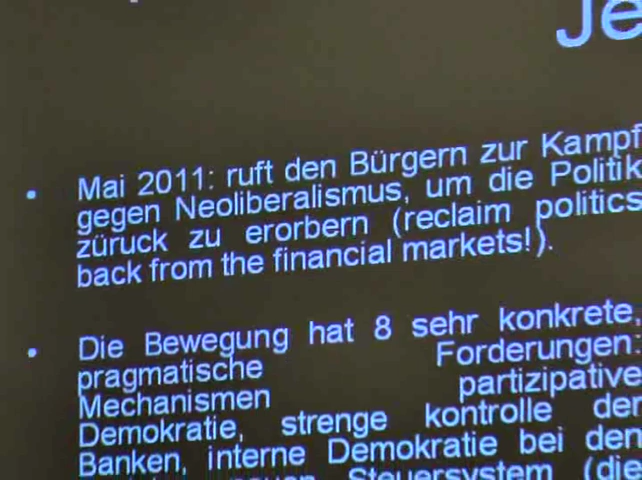 Je
Mai 2011: ruft den Bürgern zur Kampf
gegen Neoliberalismus, um die Politik
züruck zu erorbern (reclaim politics
back from the financial markets!).
Die Bewegung hat 8 sehr konkrete,
pragmatische Forderungen:
Mechanismen partizipative
Demokratie, strenge kontrolle der
Banken, interne Demokratie bei den
Steuersystem (die